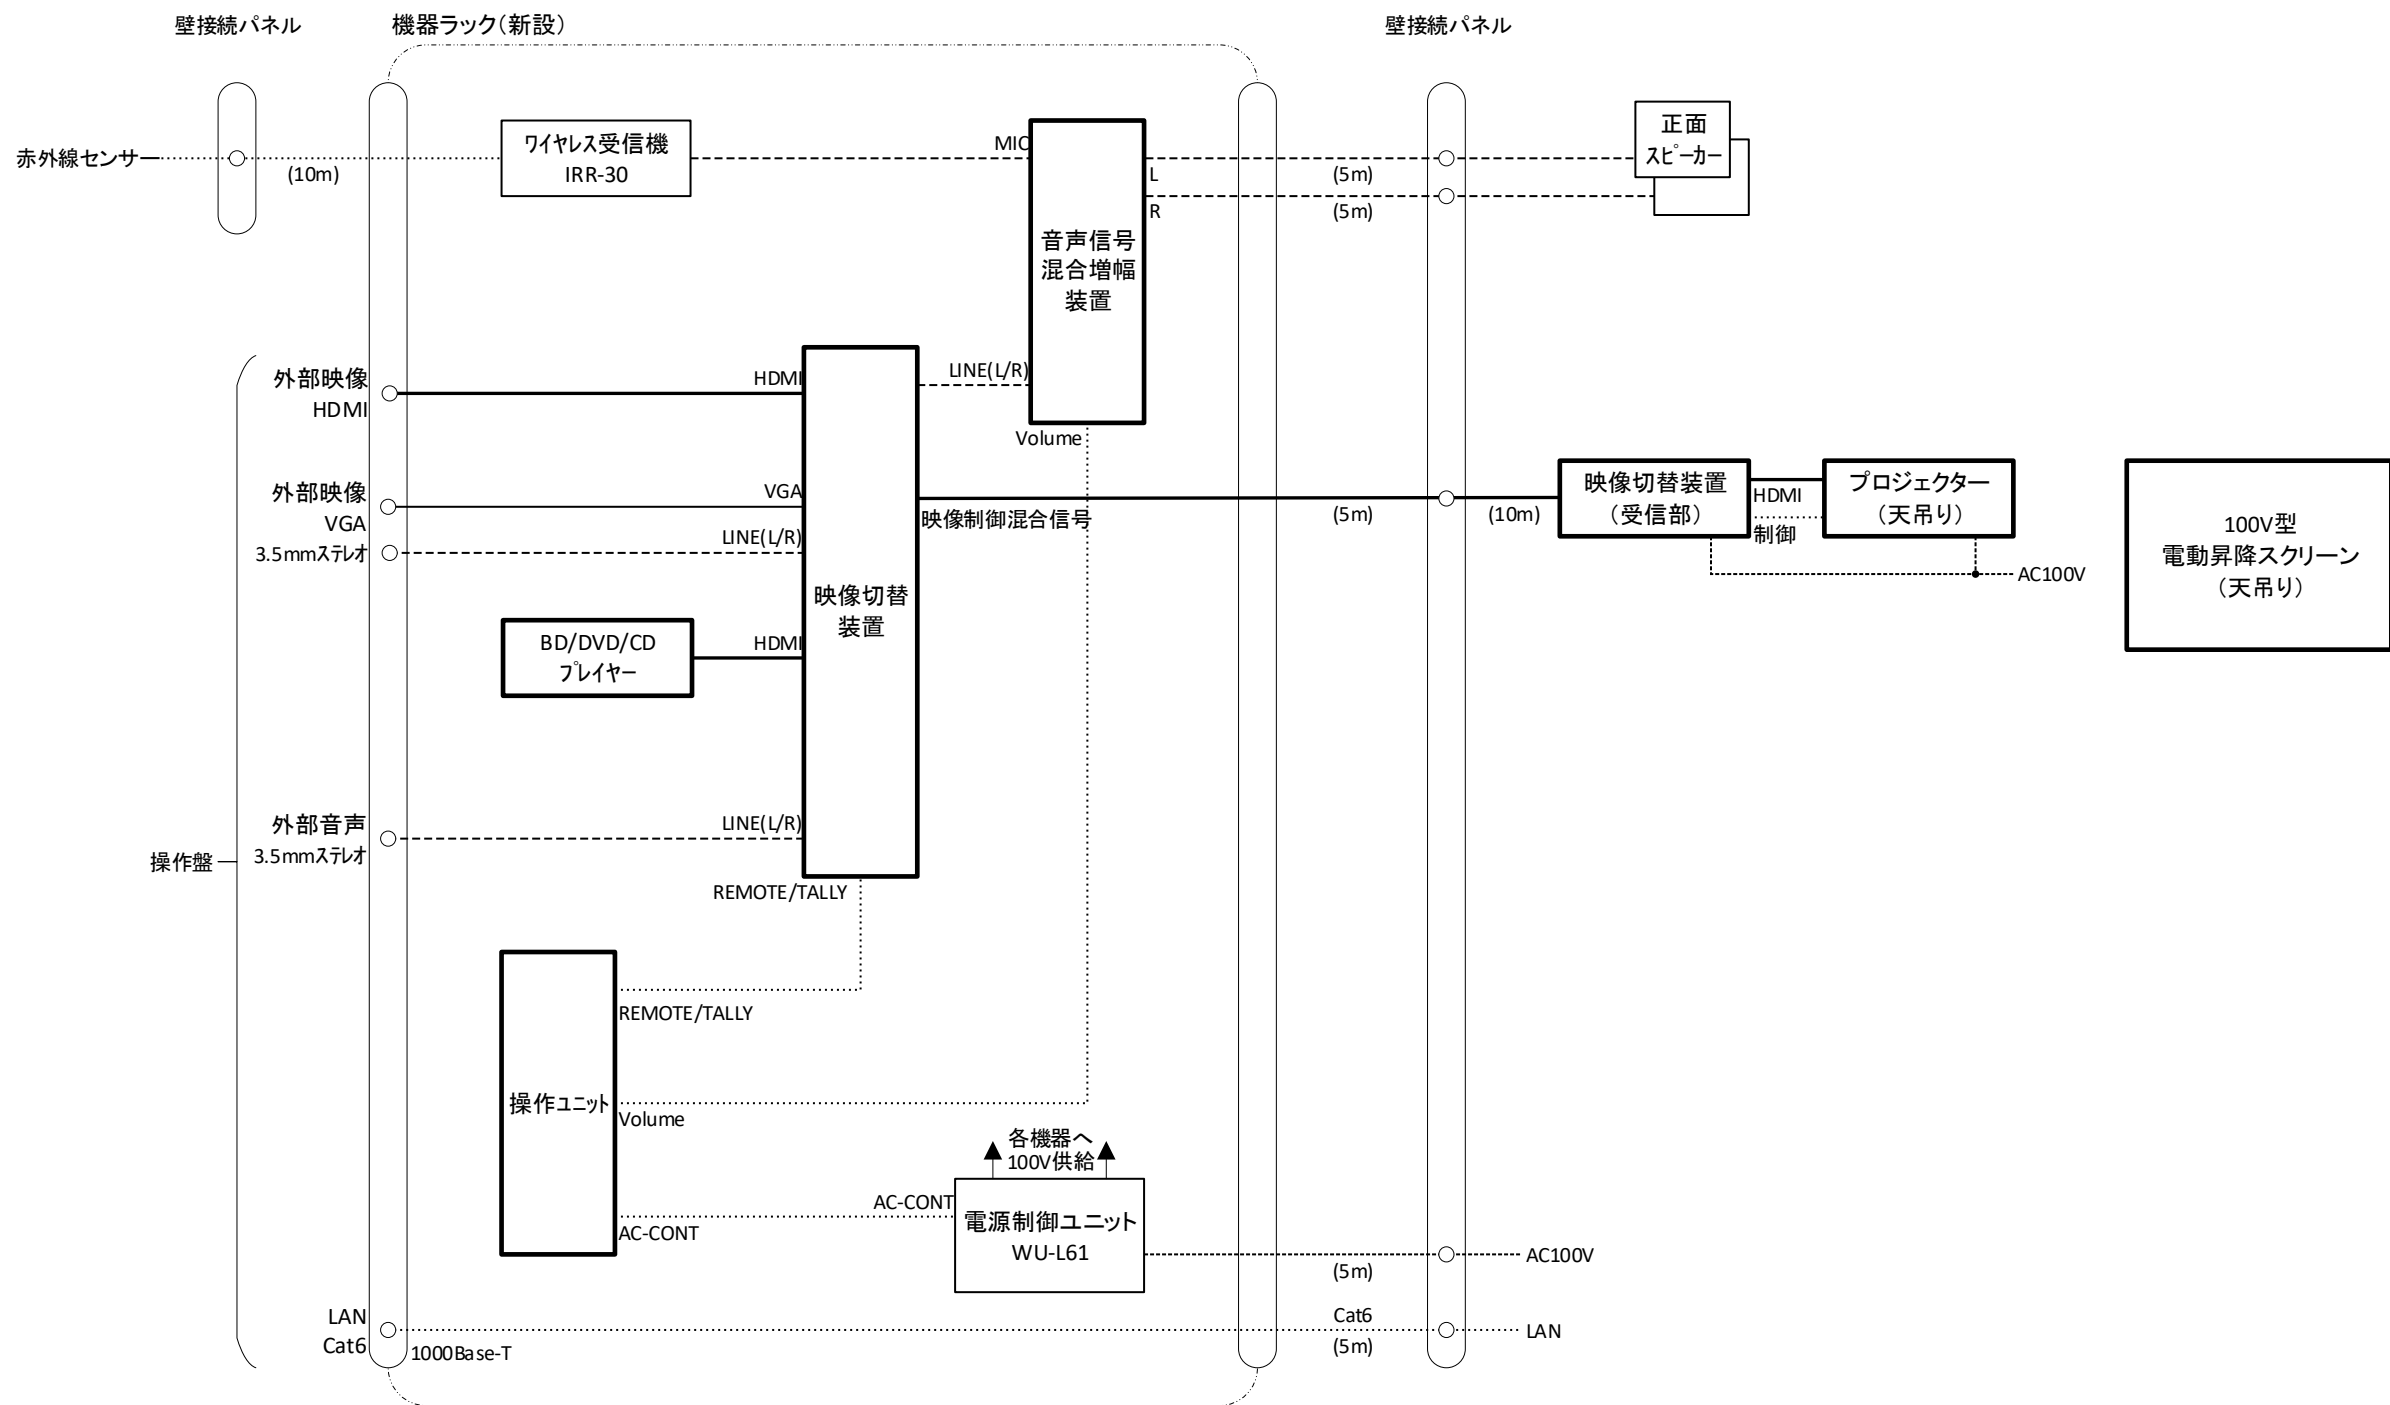 壁接続パネル
機器ラック（新設）
壁接続パネル
赤外線センサー
(10m)
ワイヤレス受信機
IRR-30
MIC
L
R
(5m)
(5m)
正面
スピーカー
音声信号
混合増幅
装置
外部映像
HDMI
HDMI
LINE(L/R)
Volume
外部映像
VGA
3.5mmステレオ
VGA
LINE(L/R)
映像制御混合信号
(5m)
(10m)
映像切替装置
（受信部）
HDMI
制御
プロジェクター
（天吊り）
AC100V
100V型
電動昇降スクリーン
（天吊り）
映像切替
装置
BD/DVD/CD
プレイヤー
HDMI
外部音声
3.5mmステレオ
LINE(L/R)
操作盤
REMOTE/TALLY
REMOTE/TALLY
操作ユニット
Volume
AC-CONT
各機器へ
100V供給
AC-CONT
電源制御ユニット
WU-L61
(5m)
AC100V
LAN
Cat6
1000Base-T
Cat6
(5m)
LAN